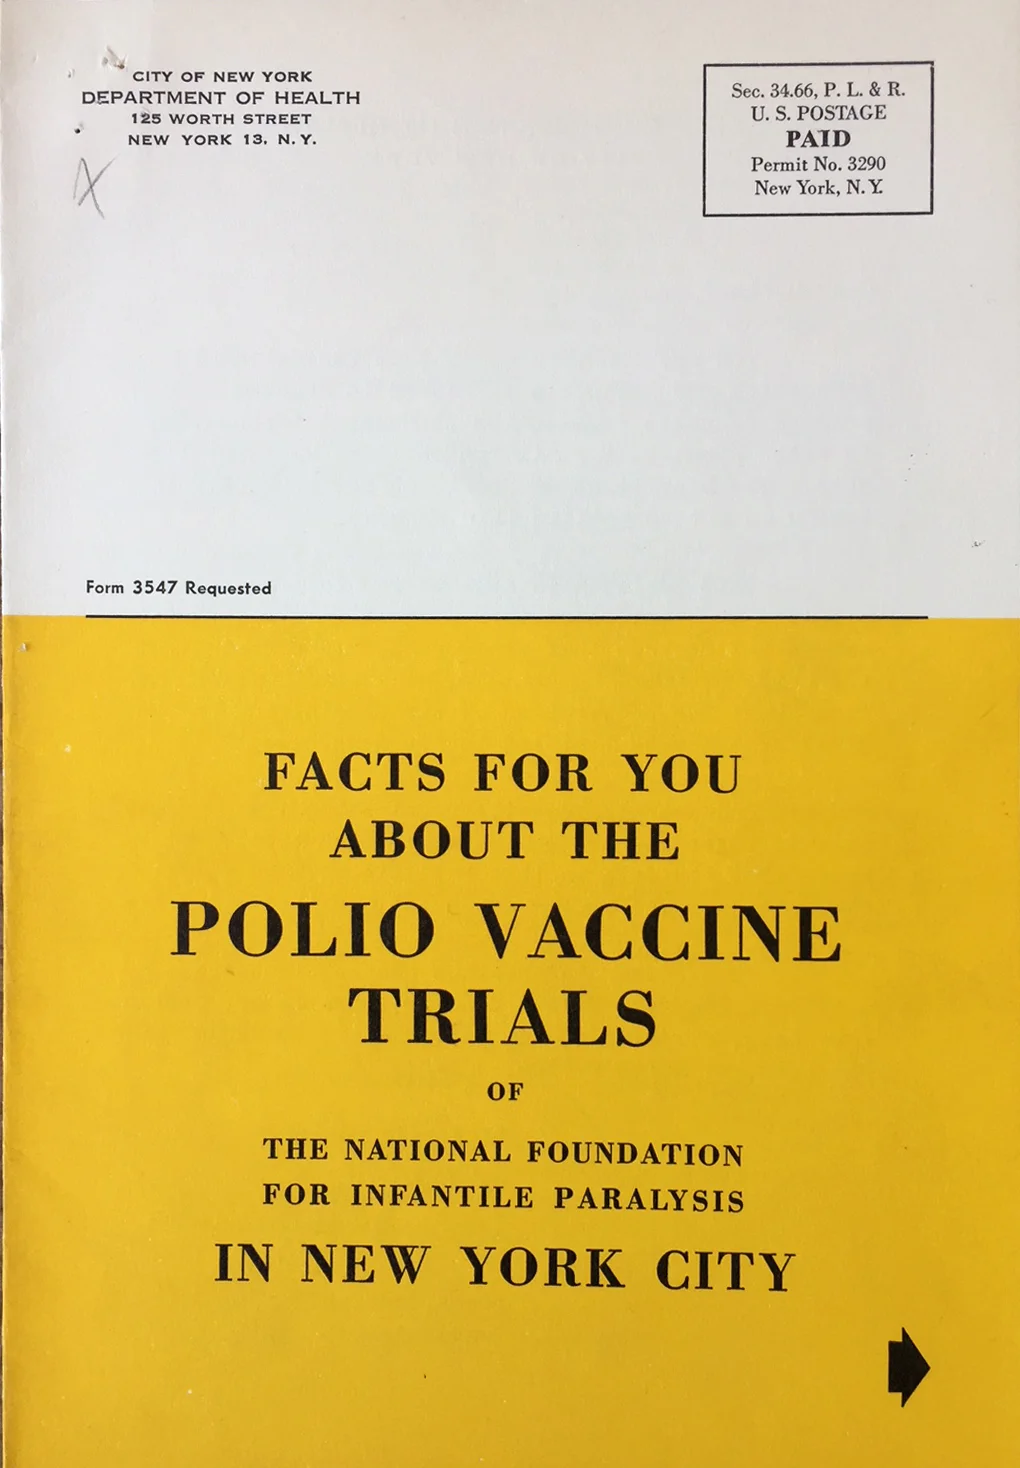 CITY OF NEW YORK
DEPARTMENT OF HEALTH
125 WORTH STREET
NEW YORK 13, N.Y.
Sec. 34.66, P. L. & R.
U. S. POSTAGE
PAID
Permit No. 3290
New York, N.Y.
X
Form 3547 Requested
FACTS FOR YOU
ABOUT THE
POLIO VACCINE
TRIALS
OF
THE NATIONAL FOUNDATION
FOR INFANTILE PARALYSIS
IN NEW YORK CITY